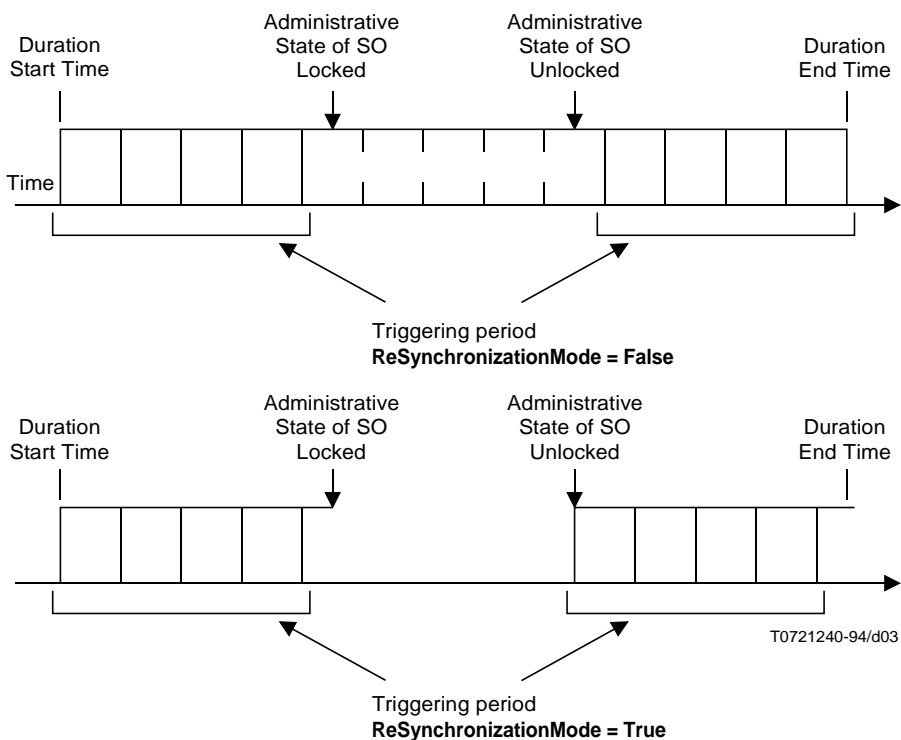 Duration
Start Time
Administrative
State of SO
Locked
Administrative
State of SO
Unlocked
Duration
End Time
Time
Triggering period
ReSynchronizationMode = False
Duration
Start Time
Administrative
State of SO
Locked
Administrative
State of SO
Unlocked
Duration
End Time
T0721240-94/d03
Triggering period
ReSynchronizationMode = True